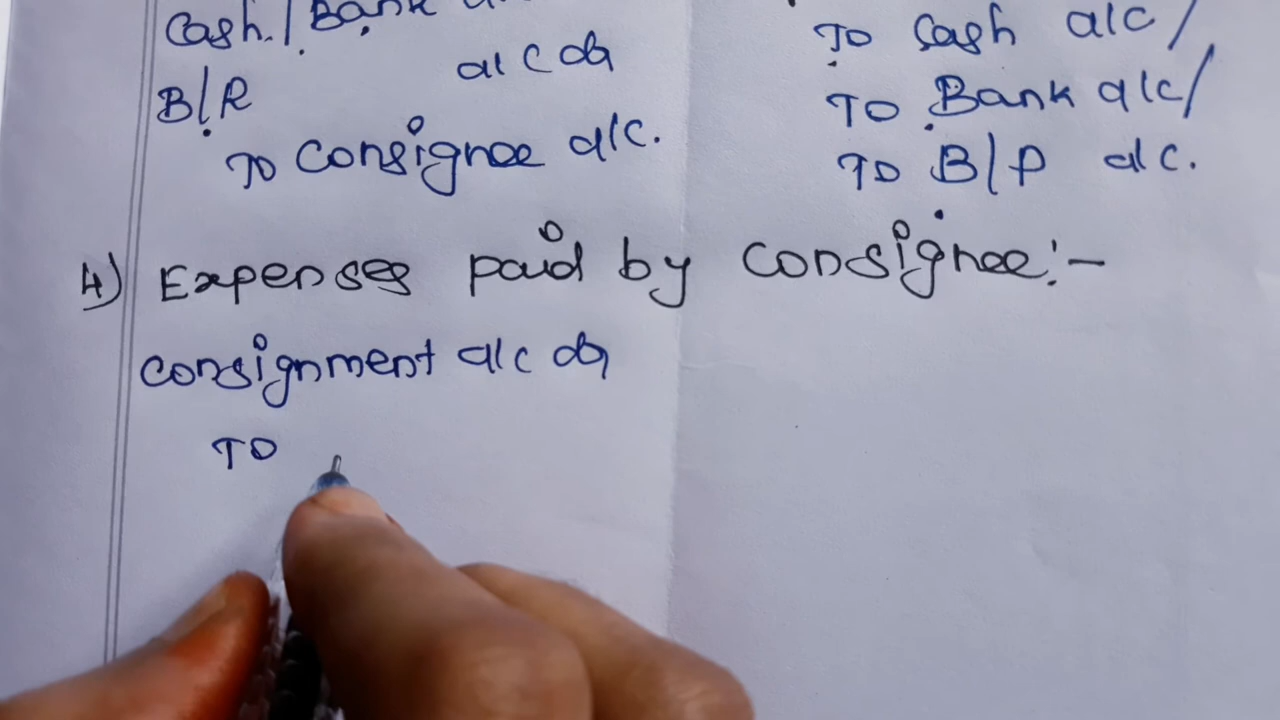 Cash / Bank a/c
a/c dr
B/R
To Consignee a/c.
To Cash a/c /
To Bank a/c /
To B/P a/c.
4) Expenses paid by consignee:-
Consignment a/c dr
To